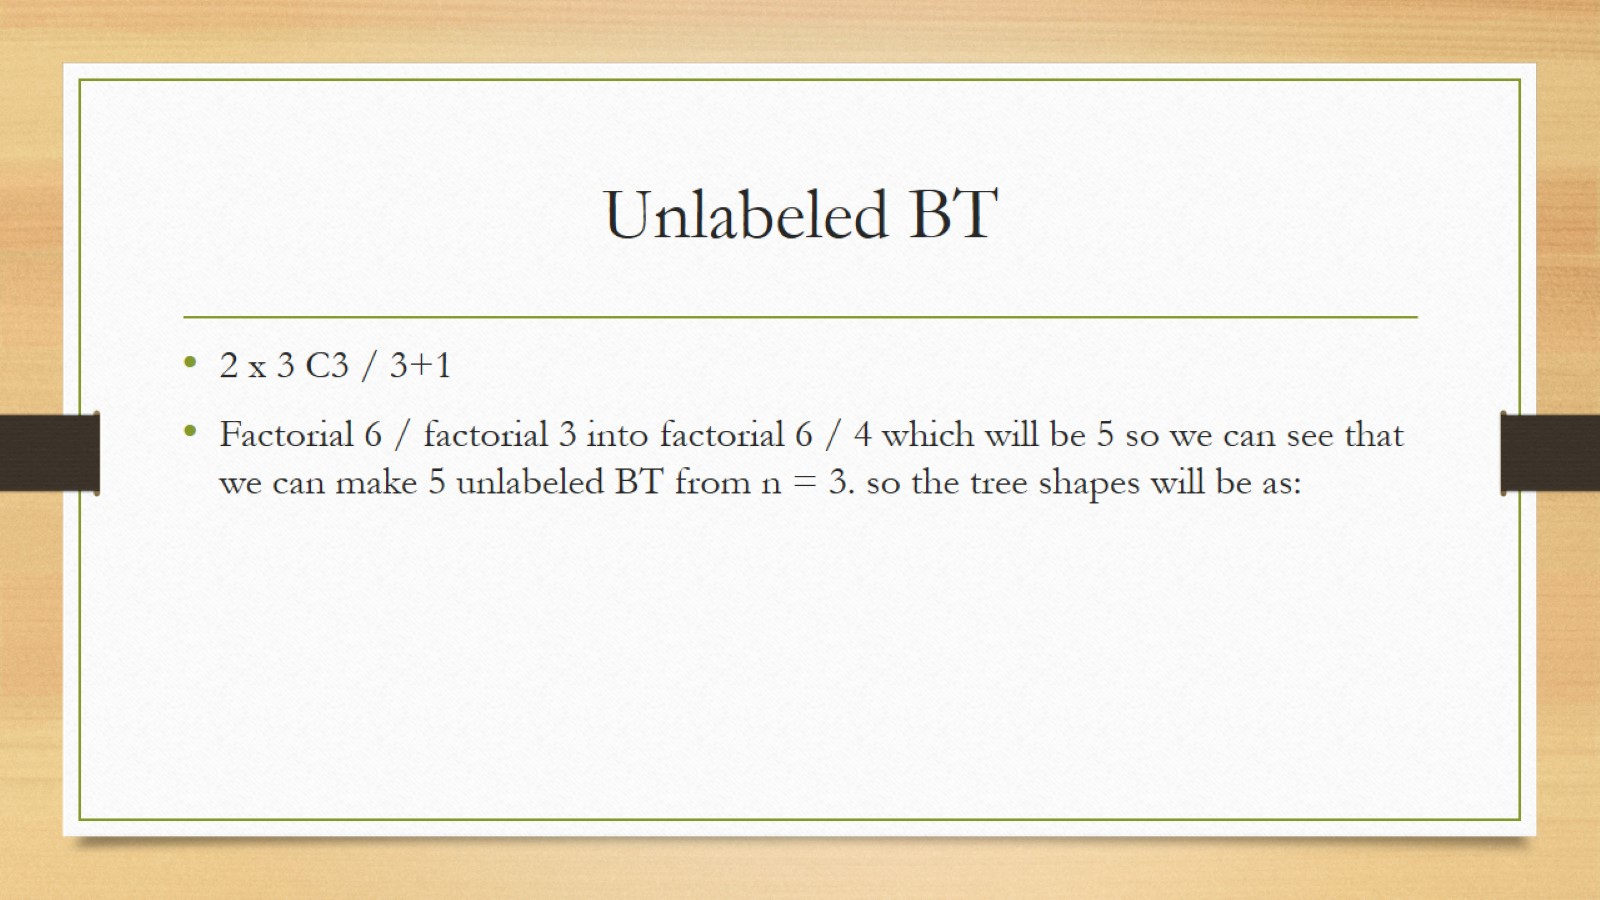 Unlabeled BT
• 2 x 3 C3 / 3+1
• Factorial 6 / factorial 3 into factorial 6 / 4 which will be 5 so we can see that
we can make 5 unlabeled BT from n = 3. so the tree shapes will be as: